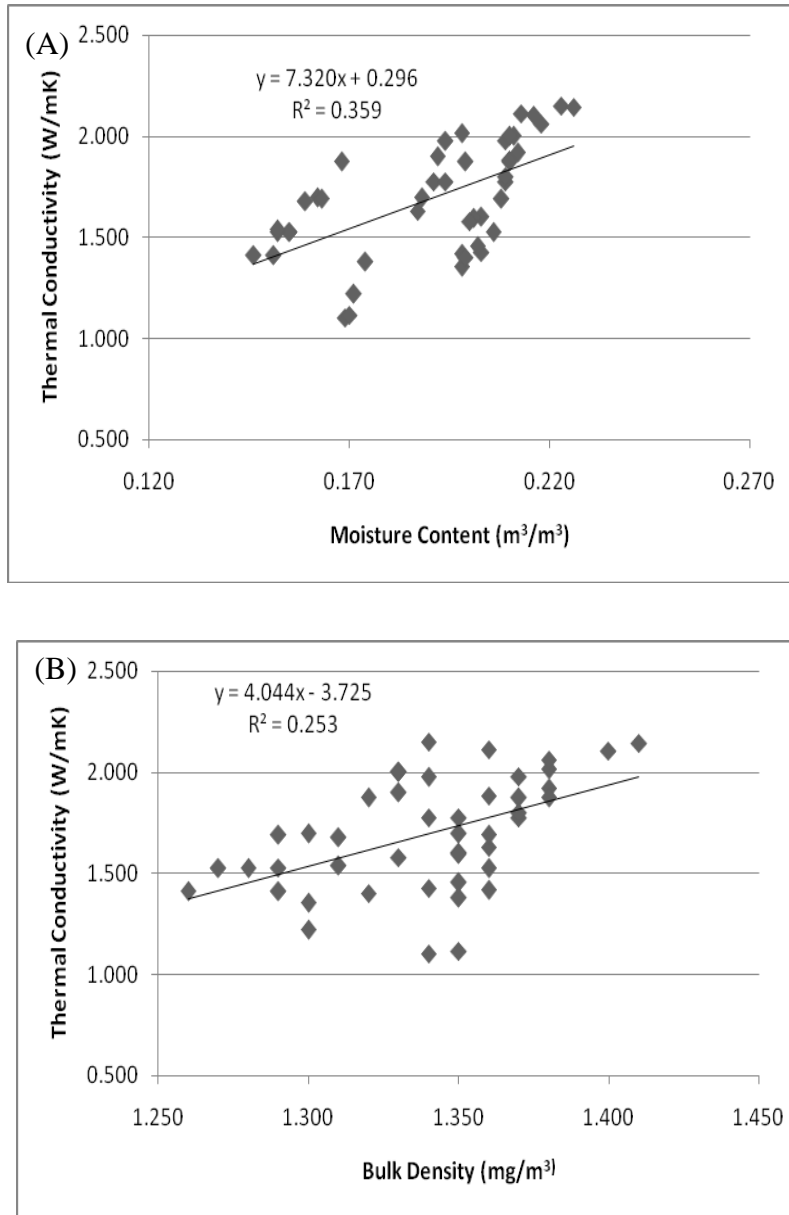 (A)
2.500
2.000
1.500
1.000
0.500
y = 7.320x + 0.296
R² = 0.359
Thermal Conductivity (W/mK)
0.120 0.170 0.220 0.270
Moisture Content (m³/m³)
(B)
2.500
2.000
1.500
1.000
0.500
y = 4.044x - 3.725
R² = 0.253
Thermal Conductivity (W/mK)
1.250 1.300 1.350 1.400 1.450
Bulk Density (mg/m³)